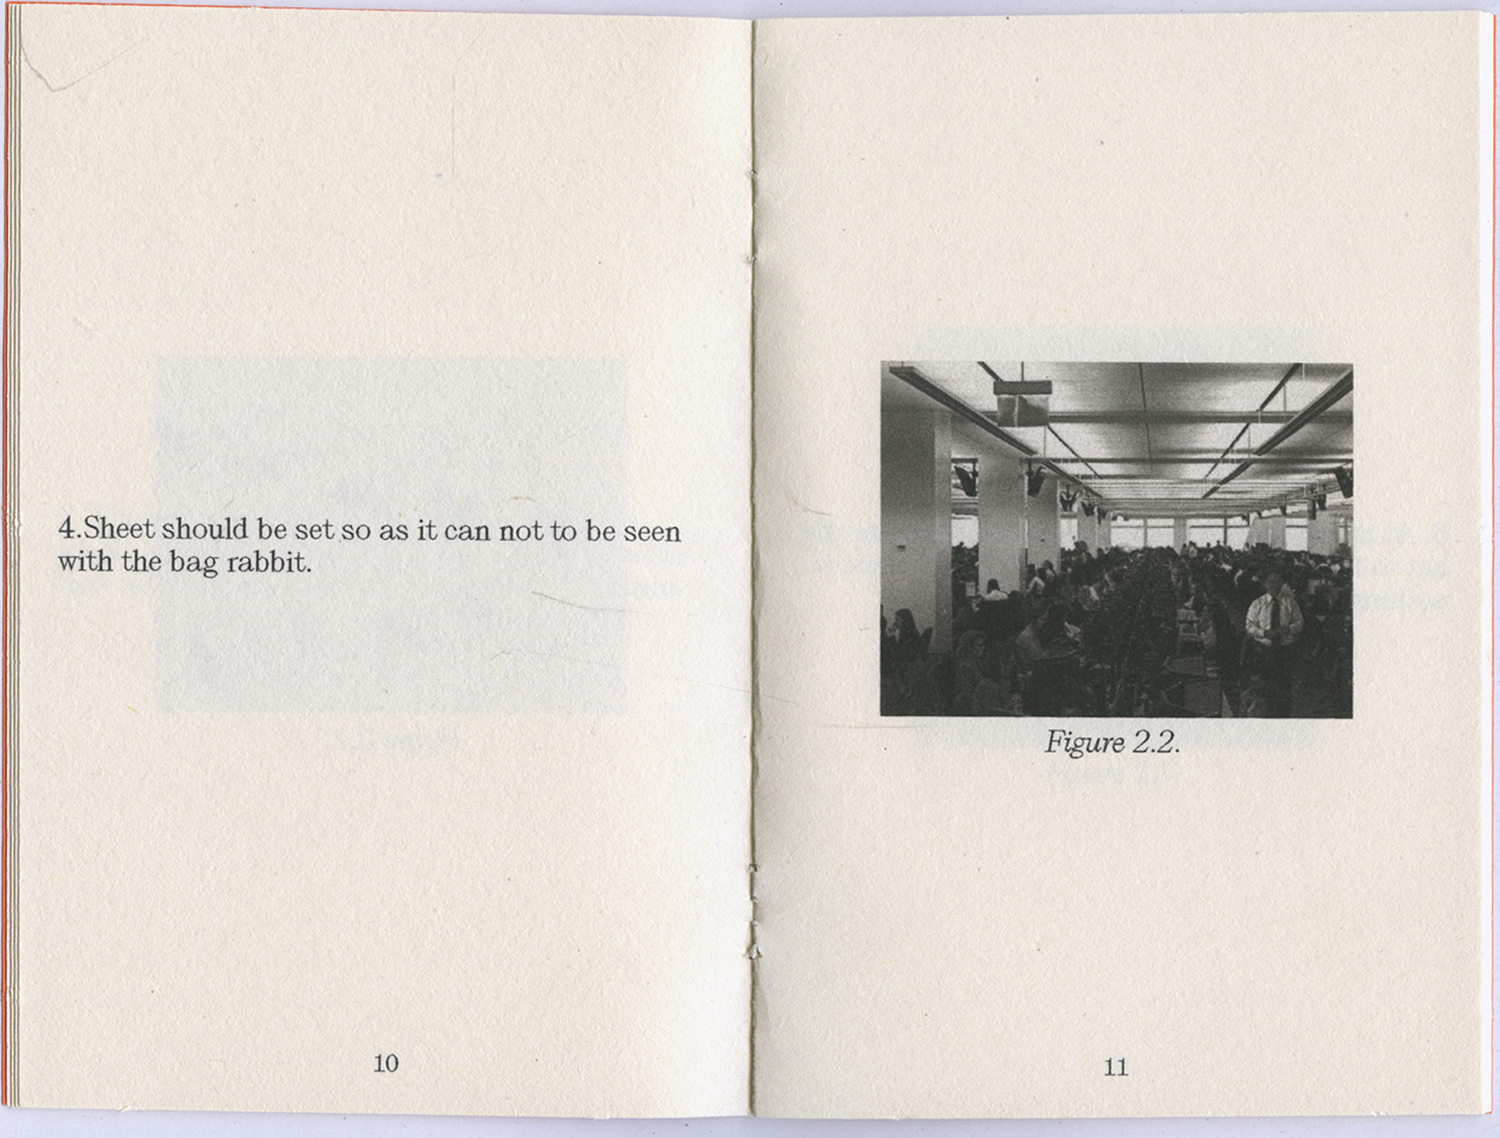 4.Sheet should be set so as it can not to be seen
with the bag rabbit.
10
Figure 2.2.
11